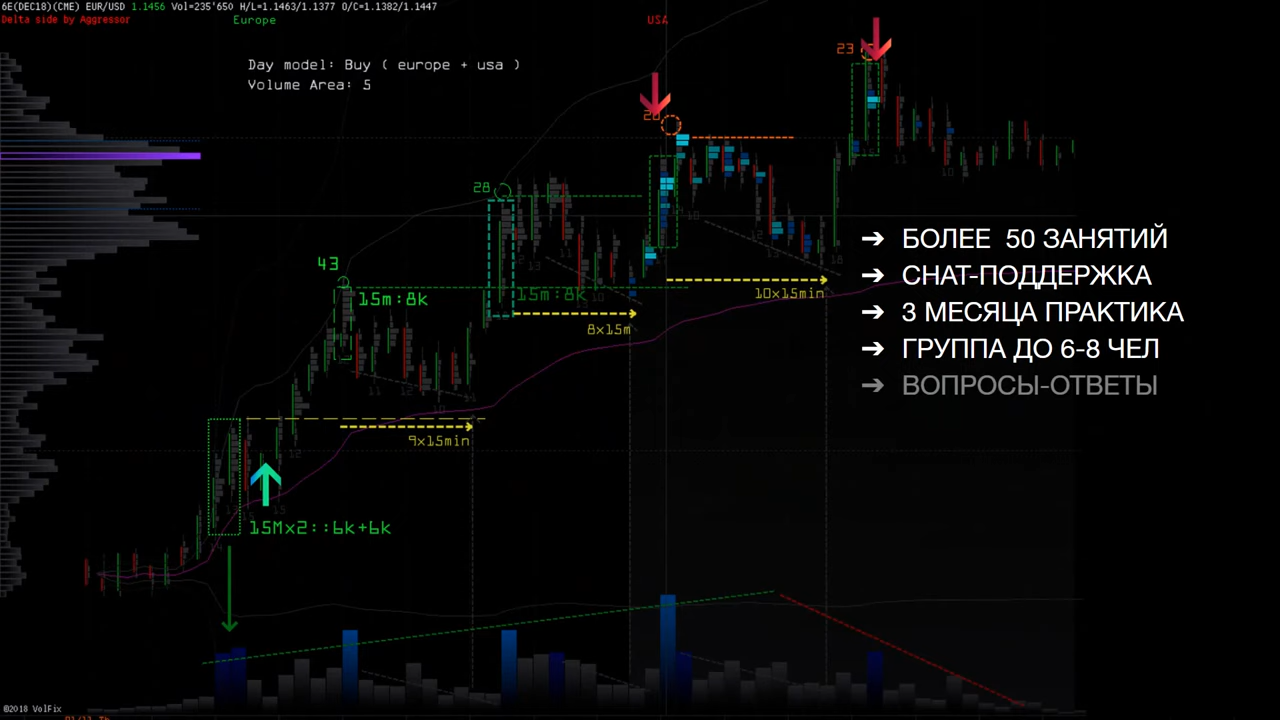 6E(DEC18)(CME) EUR/USD 1.1456 Vol=235'650 H/L=1.1463/1.1377 O/C=1.1382/1.1447
Delta side by Aggressor
Europe
USA
Day model: Buy ( europe + usa )
Volume Area: 5
23
28
43
15m:8k
15m:8k
8x15m
10x15min
9x15min
15Mx2::6k+6k
➔ БОЛЕЕ 50 ЗАНЯТИЙ
➔ CHAT-ПОДДЕРЖКА
➔ 3 МЕСЯЦА ПРАКТИКА
➔ ГРУППА ДО 6-8 ЧЕЛ
➔ ВОПРОСЫ-ОТВЕТЫ
©2018 VolFix